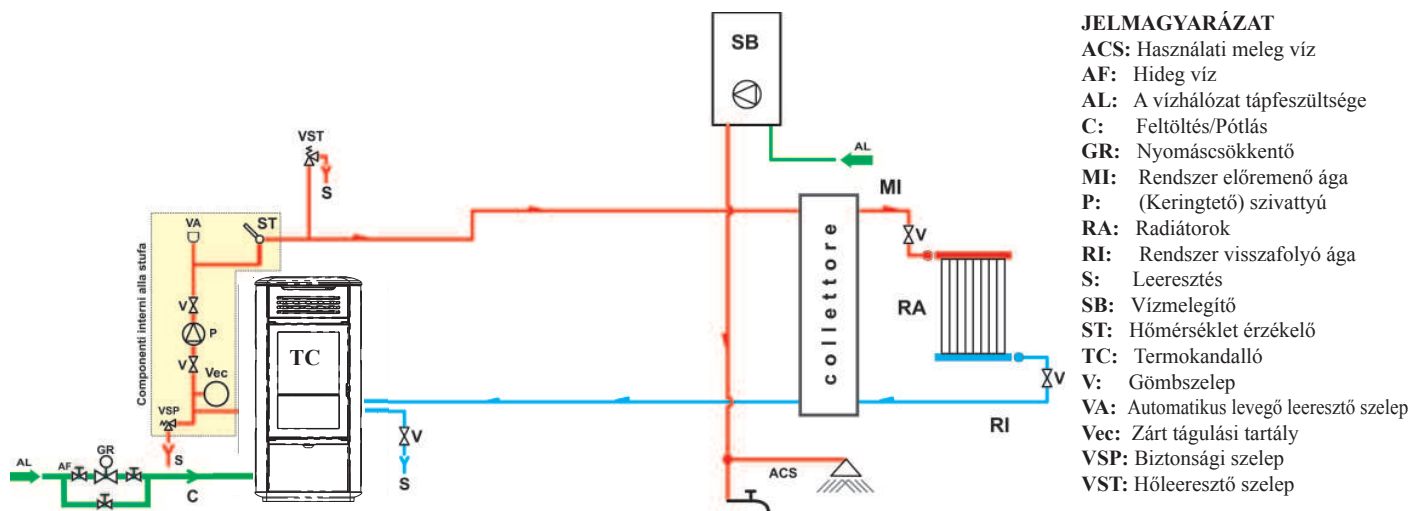 SB
VST
S
AL
MI
VA
ST
V
V
P
V
Vec
VSP
S
Componenti interni alla stufa
TC
collettore
RA
V
RI
V
S
AL
AF
GR
C
ACS
JELMAGYARÁZAT
ACS: Használati meleg víz
AF: Hideg víz
AL: A vízhálózat tápfeszültsége
C: Feltöltés/Pótlás
GR: Nyomáscsökkentő
MI: Rendszer előremenő ága
P: (Keringtető) szivattyú
RA: Radiátorok
RI: Rendszer visszafolyó ága
S: Leeresztés
SB: Vízmelegítő
ST: Hőmérséklet érzékelő
TC: Termokandalló
V: Gömbszelep
VA: Automatikus levegő leeresztő szelep
Vec: Zárt tágulási tartály
VSP: Biztonsági szelep
VST: Hőleeresztő szelep